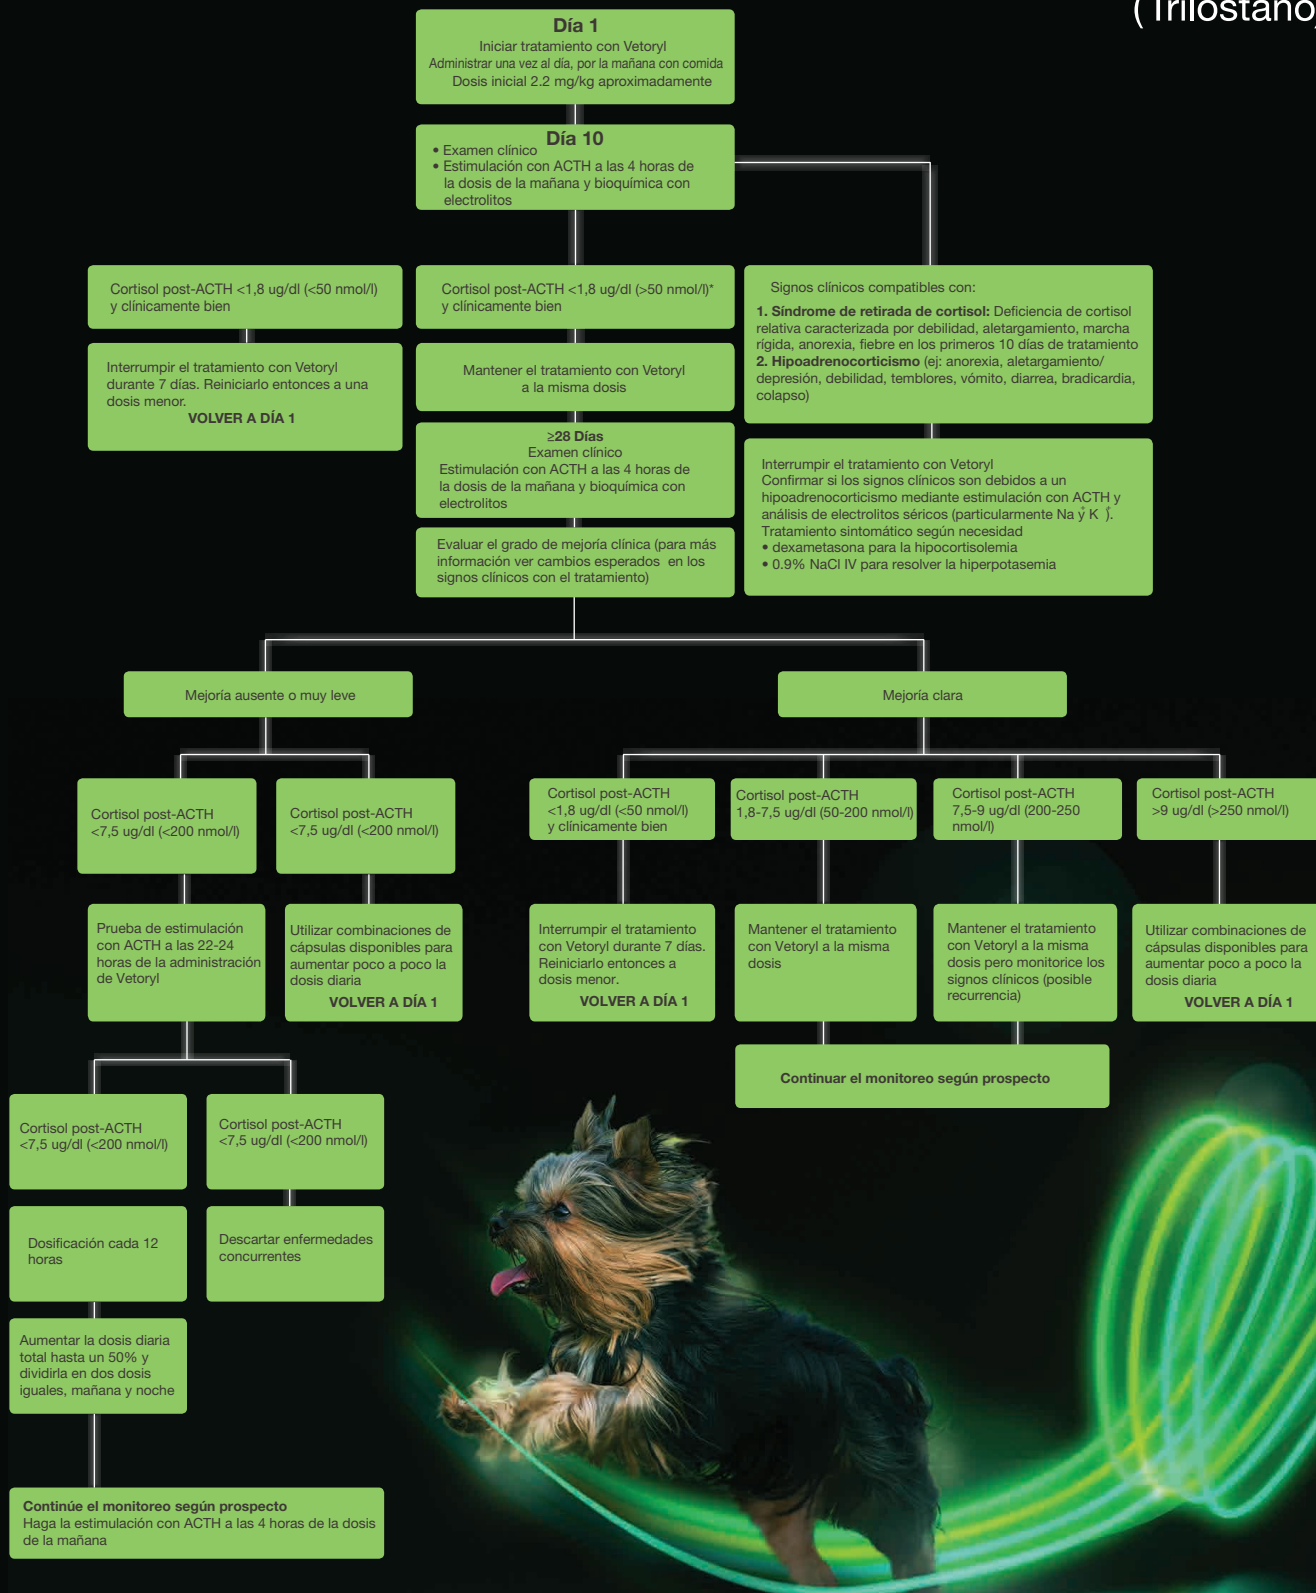 (Trilostano)
Día 1
Iniciar tratamiento con Vetoryl
Administrar una vez al día, por la mañana con comida
Dosis inicial 2.2 mg/kg aproximadamente
Día 10
• Examen clínico
• Estimulación con ACTH a las 4 horas de
la dosis de la mañana y bioquímica con
electrolitos
Cortisol post-ACTH <1,8 ug/dl (<50 nmol/l)
y clínicamente bien
Interrumpir el tratamiento con Vetoryl
durante 7 días. Reiniciarlo entonces a una
dosis menor.
VOLVER A DÍA 1
Cortisol post-ACTH <1,8 ug/dl (>50 nmol/l)*
y clínicamente bien
Mantener el tratamiento con Vetoryl
a la misma dosis
≥28 Días
Examen clínico
Estimulación con ACTH a las 4 horas de
la dosis de la mañana y bioquímica con
electrolitos
Evaluar el grado de mejoría clínica (para más
información ver cambios esperados en los
signos clínicos con el tratamiento)
Signos clínicos compatibles con:
1. Síndrome de retirada de cortisol: Deficiencia de cortisol
relativa caracterizada por debilidad, aletargamiento, marcha
rígida, anorexia, fiebre en los primeros 10 días de tratamiento
2. Hipoadrenocorticismo (ej: anorexia, aletargamiento/
depresión, debilidad, temblores, vómito, diarrea, bradicardia,
colapso)
Interrumpir el tratamiento con Vetoryl
Confirmar si los signos clínicos son debidos a un
hipoadrenocorticismo mediante estimulación con ACTH y
análisis de electrolitos séricos (particularmente Na⁺ y K⁺).
Tratamiento sintomático según necesidad
• dexametasona para la hipocortisolemia
• 0.9% NaCl IV para resolver la hiperpotasemia
Mejoría ausente o muy leve
Mejoría clara
Cortisol post-ACTH
<7,5 ug/dl (<200 nmol/l)
Cortisol post-ACTH
<7,5 ug/dl (<200 nmol/l)
Cortisol post-ACTH
<1,8 ug/dl (<50 nmol/l)
y clínicamente bien
Cortisol post-ACTH
1,8-7,5 ug/dl (50-200 nmol/l)
Cortisol post-ACTH
7,5-9 ug/dl (200-250
nmol/l)
Cortisol post-ACTH
>9 ug/dl (>250 nmol/l)
Prueba de estimulación
con ACTH a las 22-24
horas de la administración
de Vetoryl
Utilizar combinaciones de
cápsulas disponibles para
aumentar poco a poco la
dosis diaria
VOLVER A DÍA 1
Interrumpir el tratamiento
con Vetoryl durante 7 días.
Reiniciarlo entonces a
dosis menor.
VOLVER A DÍA 1
Mantener el tratamiento
con Vetoryl a la misma
dosis
Mantener el tratamiento
con Vetoryl a la misma
dosis pero monitorice los
signos clínicos (posible
recurrencia)
Utilizar combinaciones de
cápsulas disponibles para
aumentar poco a poco la
dosis diaria
VOLVER A DÍA 1
Continuar el monitoreo según prospecto
Cortisol post-ACTH
<7,5 ug/dl (<200 nmol/l)
Cortisol post-ACTH
<7,5 ug/dl (<200 nmol/l)
Dosificación cada 12
horas
Descartar enfermedades
concurrentes
Aumentar la dosis diaria
total hasta un 50% y
dividirla en dos dosis
iguales, mañana y noche
Continúe el monitoreo según prospecto
Haga la estimulación con ACTH a las 4 horas de la dosis
de la mañana